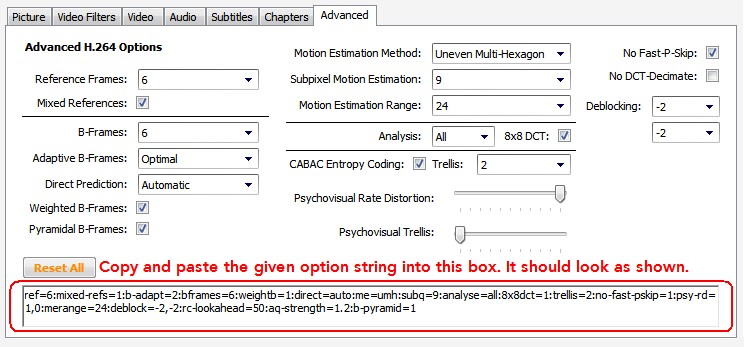 Picture Video Filters Video Audio Subtitles Chapters Advanced
Advanced H.264 Options
Reference Frames: 6
Mixed References:
B-Frames: 6
Adaptive B-Frames: Optimal
Direct Prediction: Automatic
Weighted B-Frames:
Pyramidal B-Frames:
Motion Estimation Method: Uneven Multi-Hexagon
Subpixel Motion Estimation: 9
Motion Estimation Range: 24
Analysis: All 8x8 DCT:
CABAC Entropy Coding: Trellis: 2
Psychovisual Rate Distortion:
Psychovisual Trellis:
No Fast-P-Skip:
No DCT-Decimate:
Deblocking: -2
-2
Reset All Copy and paste the given option string into this box. It should look as shown.
ref=6:mixed-refs=1:b-adapt=2:bframes=6:weightb=1:direct=auto:me=umh:subq=9:analyse=all:8x8dct=1:trellis=2:no-fast-pskip=1:psy-rd=
1,0:merange=24:deblock=-2,-2:rc-lookahead=50:aq-strength=1.2:b-pyramid=1